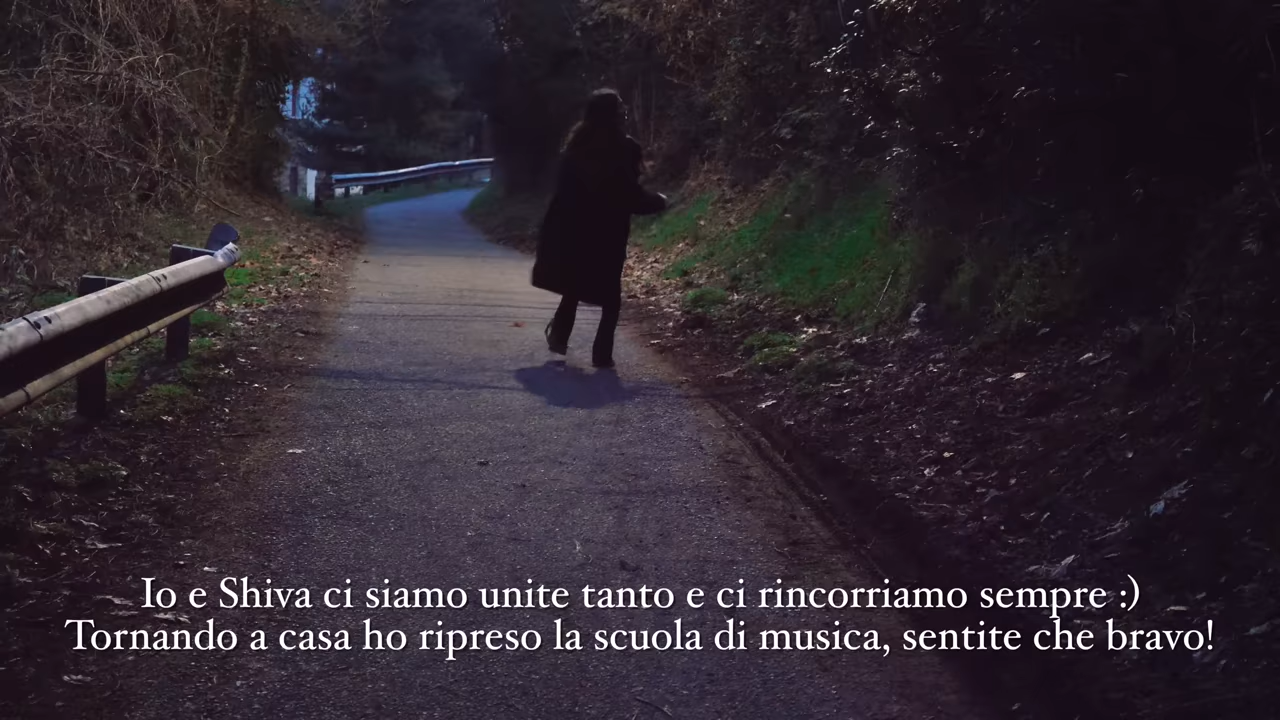 Io e Shiva ci siamo unite tanto e ci rincorriamo sempre :)
Tornando a casa ho ripreso la scuola di musica, sentite che bravo!